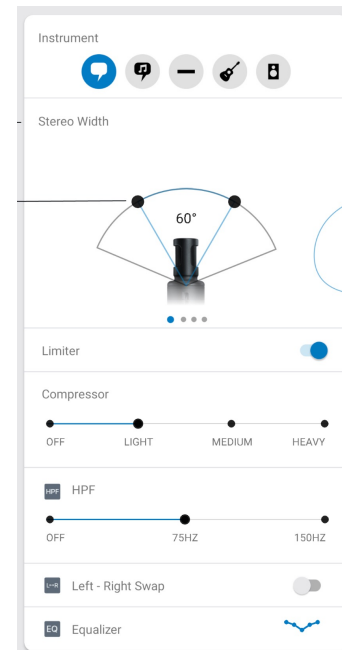 Instrument
Stereo Width
60°
Limiter
Compressor
OFF LIGHT MEDIUM HEAVY
HPF HPF
OFF 75HZ 150HZ
L↔R Left - Right Swap
EQ Equalizer